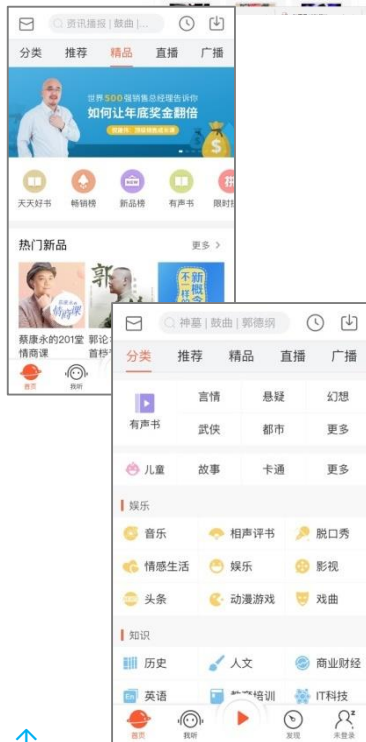 资讯播报 | 鼓曲 |...
分类 推荐 精品 直播 广播
世界500强销售总经理告诉你
如何让年底奖金翻倍
天天好书 畅销榜 新品榜 有声书 限时
热门新品 更多 >
蔡康永的201堂 郭论
情商课
首页 我听
神墓 | 鼓曲 | 郭德纲
分类 推荐 精品 直播 广播
有声书
言情 悬疑 幻想
武侠 都市 更多
儿童 故事 卡通 更多
娱乐
音乐 相声评书 脱口秀
情感生活 娱乐 影视
头条 动漫游戏 戏曲
知识
历史 人文 商业财经
英语 教育培训 IT科技
首页 我听 发现 未登录